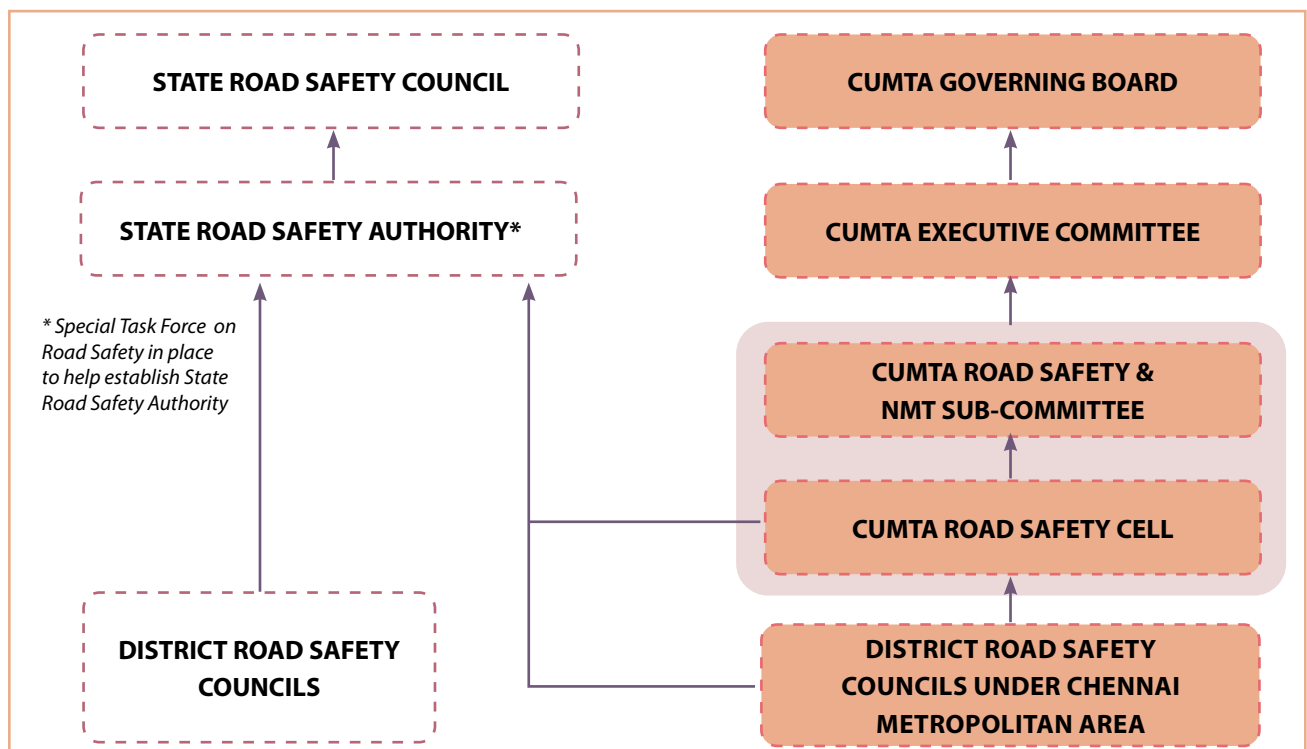 STATE ROAD SAFETY COUNCIL
STATE ROAD SAFETY AUTHORITY*
* Special Task Force on
Road Safety in place
to help establish State
Road Safety Authority
DISTRICT ROAD SAFETY
COUNCILS
CUMTA GOVERNING BOARD
CUMTA EXECUTIVE COMMITTEE
CUMTA ROAD SAFETY &
NMT SUB-COMMITTEE
CUMTA ROAD SAFETY CELL
DISTRICT ROAD SAFETY
COUNCILS UNDER CHENNAI
METROPOLITAN AREA